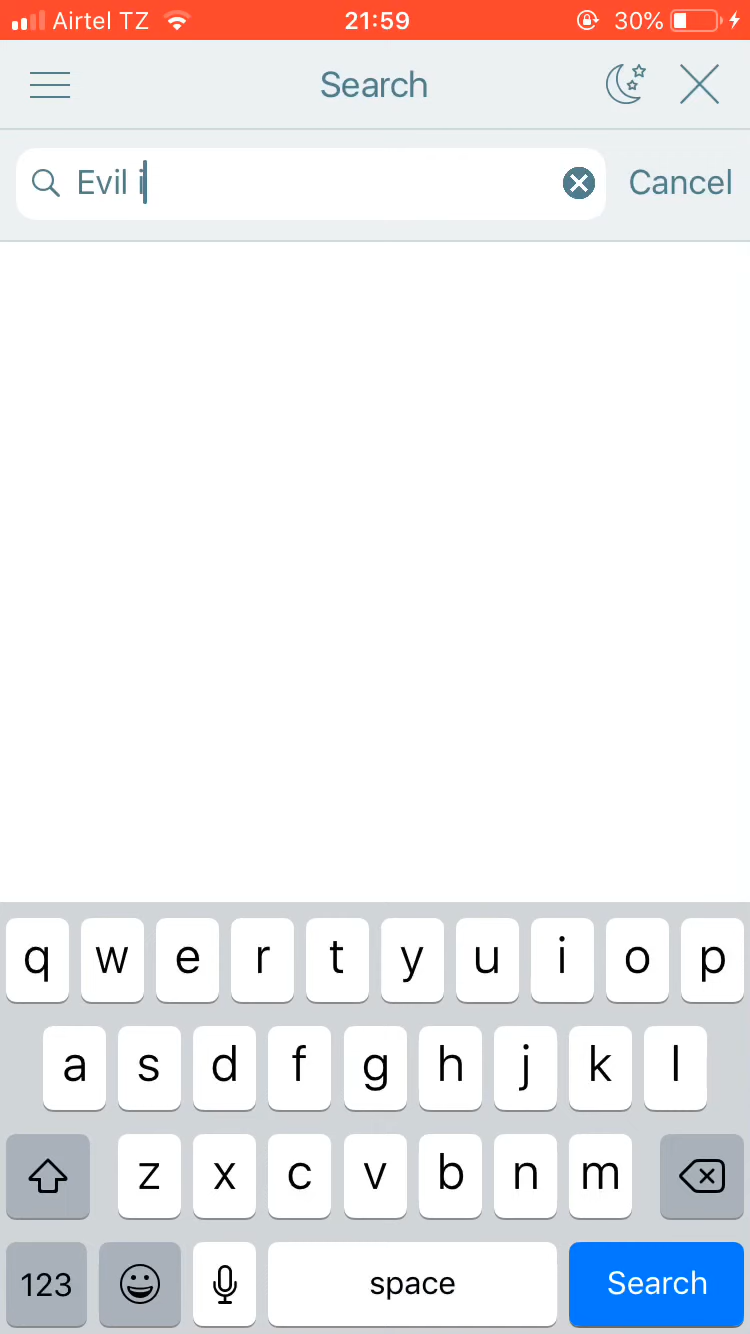 Airtel TZ 21:59 30%
Search
Evil i Cancel
q w e r t y u i o p
a s d f g h j k l
z x c v b n m
123 space Search